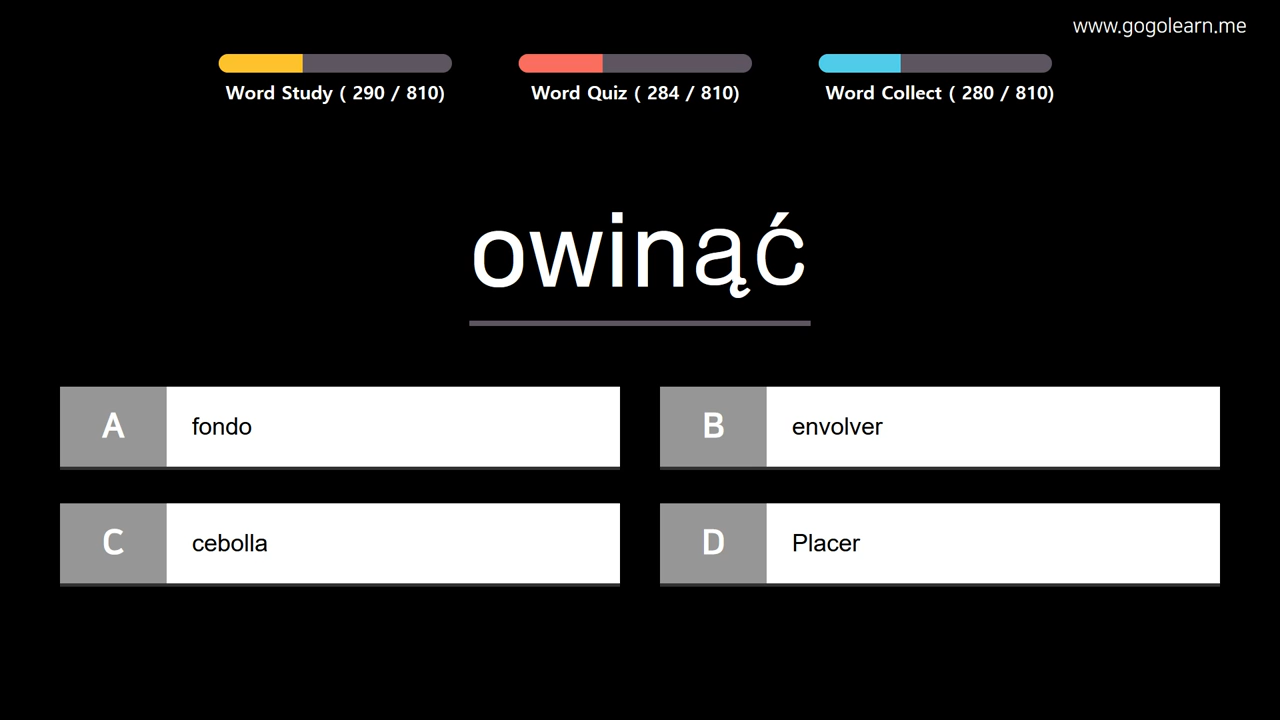 www.gogolearn.me
Word Study ( 290 / 810)
Word Quiz ( 284 / 810)
Word Collect ( 280 / 810)
owinąć
A fondo
B envolver
C cebolla
D Placer